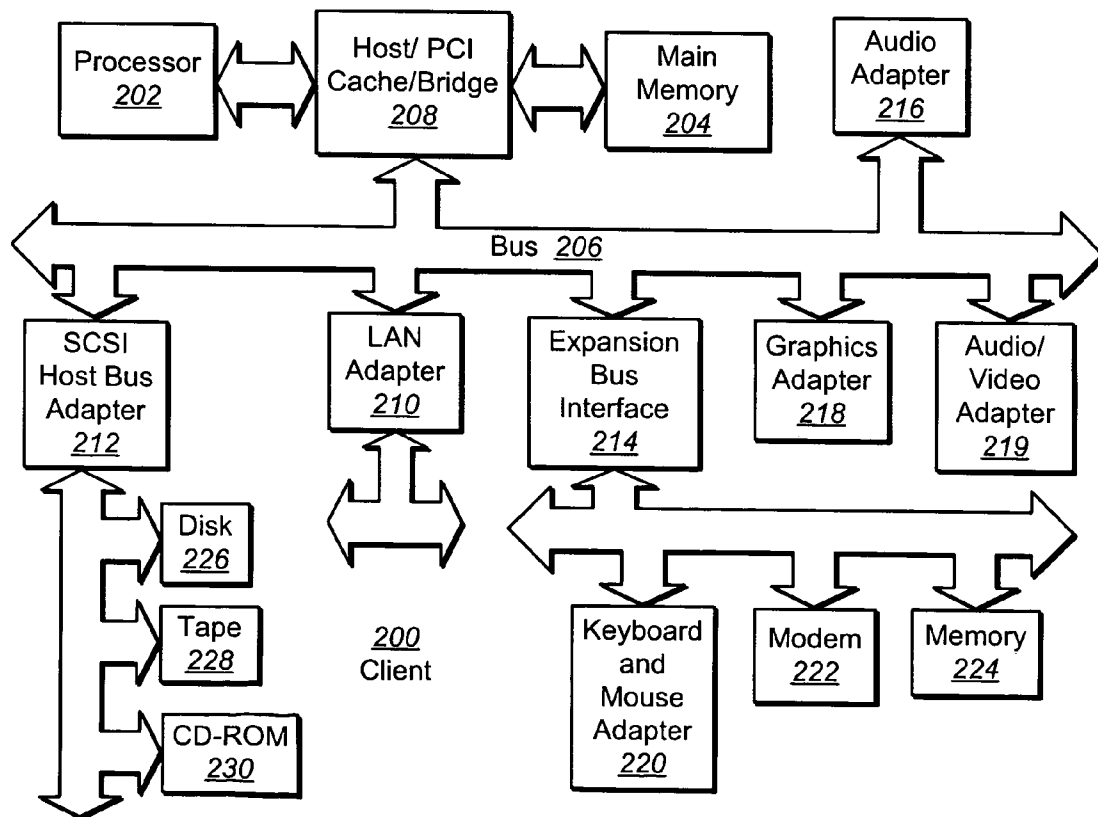 Processor
202
Host/ PCI
Cache/Bridge
208
Main
Memory
204
Audio
Adapter
216
Bus 206
SCSI
Host Bus
Adapter
212
LAN
Adapter
210
Expansion
Bus
Interface
214
Graphics
Adapter
218
Audio/
Video
Adapter
219
Disk
226
Tape
228
CD-ROM
230
200
Client
Keyboard
and
Mouse
Adapter
220
Modem
222
Memory
224